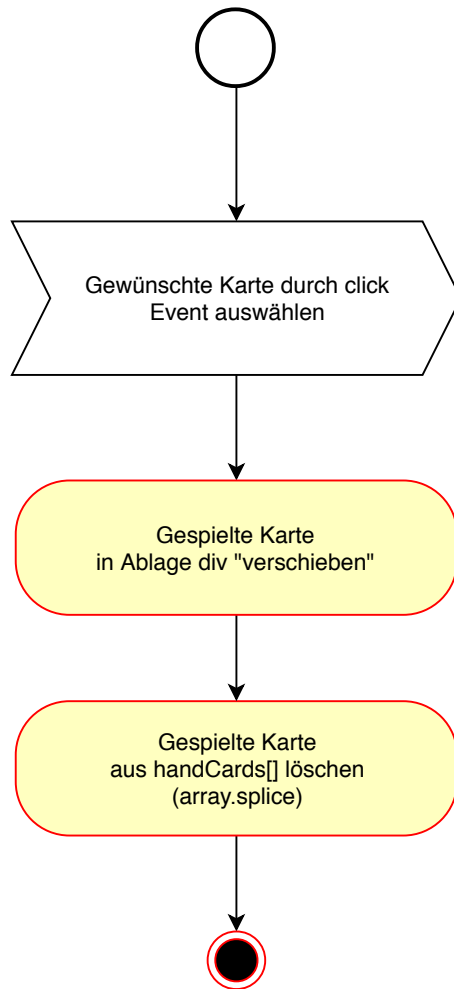 Gewünschte Karte durch click
Event auswählen
Gespielte Karte
in Ablage div "verschieben"
Gespielte Karte
aus handCards[] löschen
(array.splice)